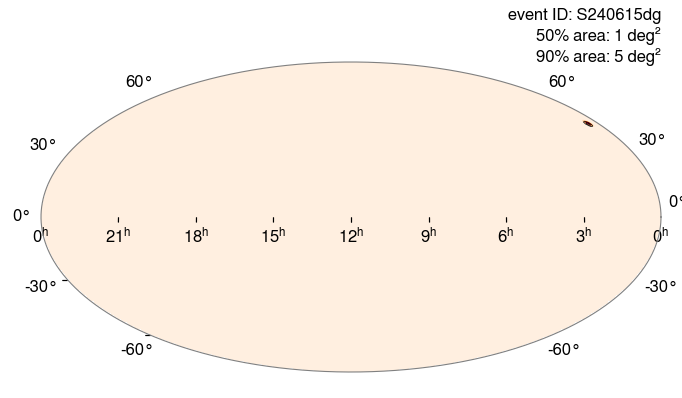 event ID: S240615dg
50% area: 1 deg²
90% area: 5 deg²
60° 60°
30° 30°
0° 0°
0ʰ 21ʰ 18ʰ 15ʰ 12ʰ 9ʰ 6ʰ 3ʰ 0ʰ
-30° -30°
-60° -60°